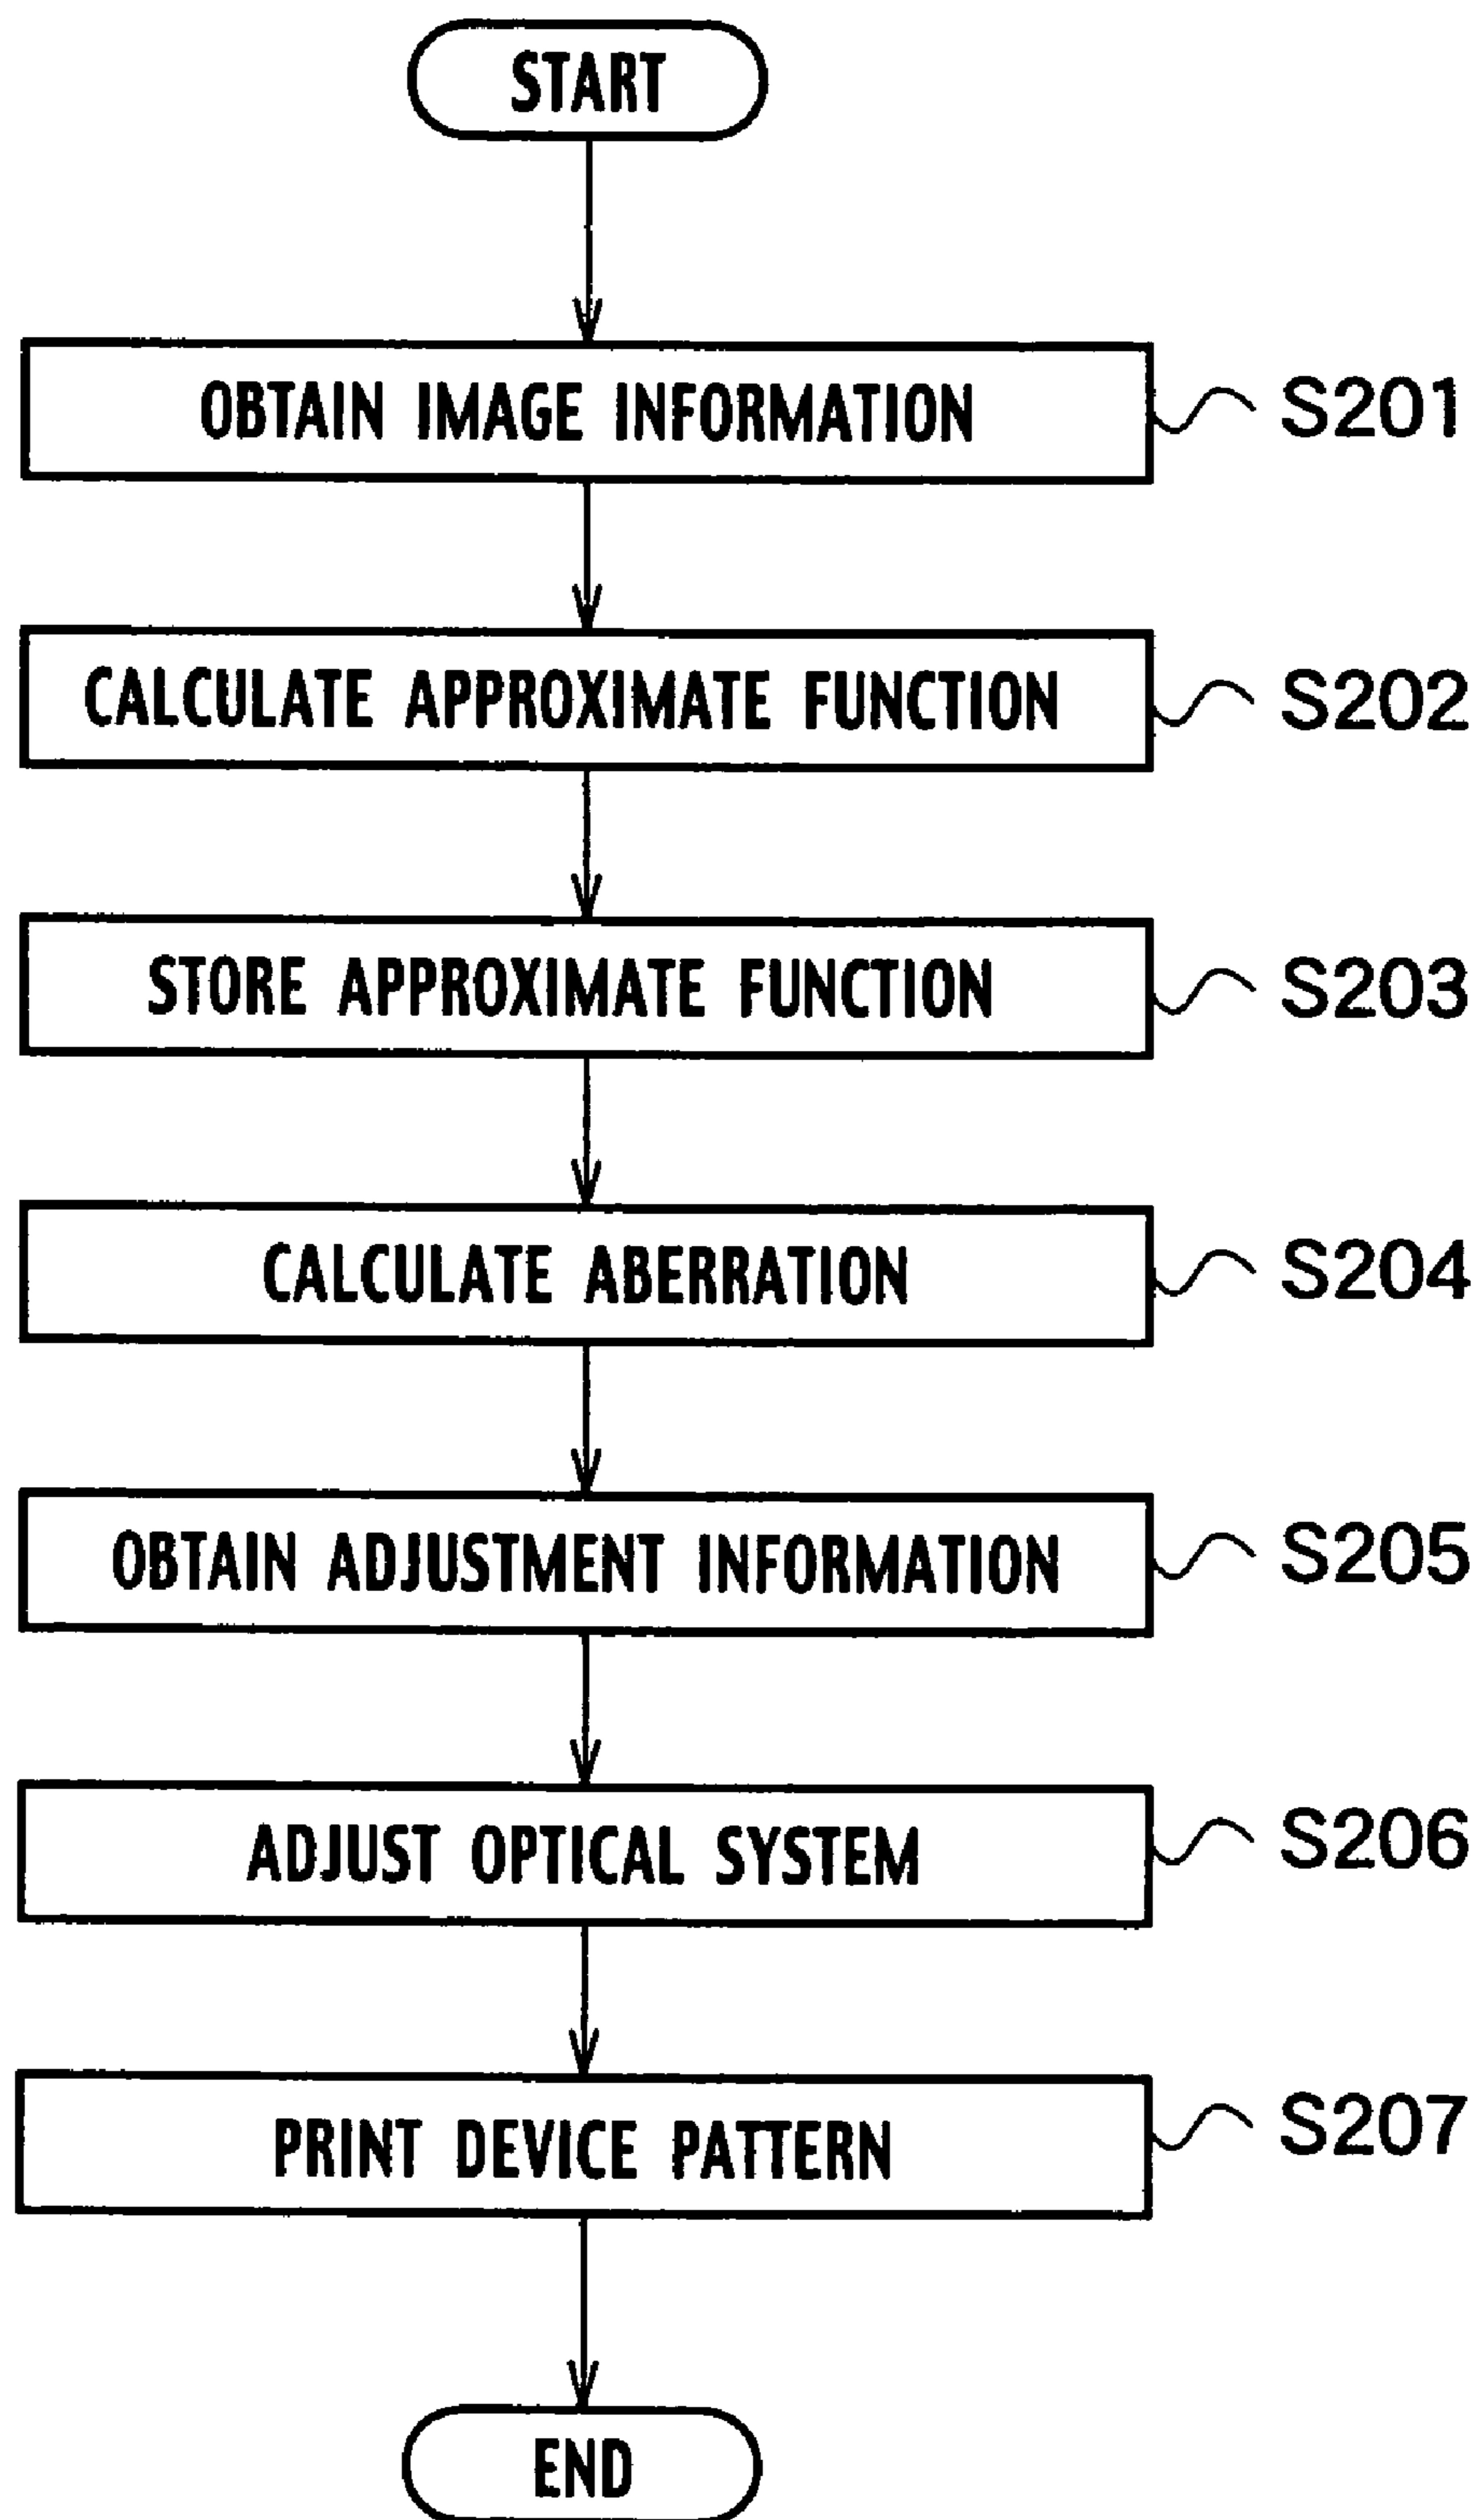 START
OBTAIN IMAGE INFORMATION S201
CALCULATE APPROXIMATE FUNCTION S202
STORE APPROXIMATE FUNCTION S203
CALCULATE ABERRATION S204
OBTAIN ADJUSTMENT INFORMATION S205
ADJUST OPTICAL SYSTEM S206
PRINT DEVICE PATTERN S207
END